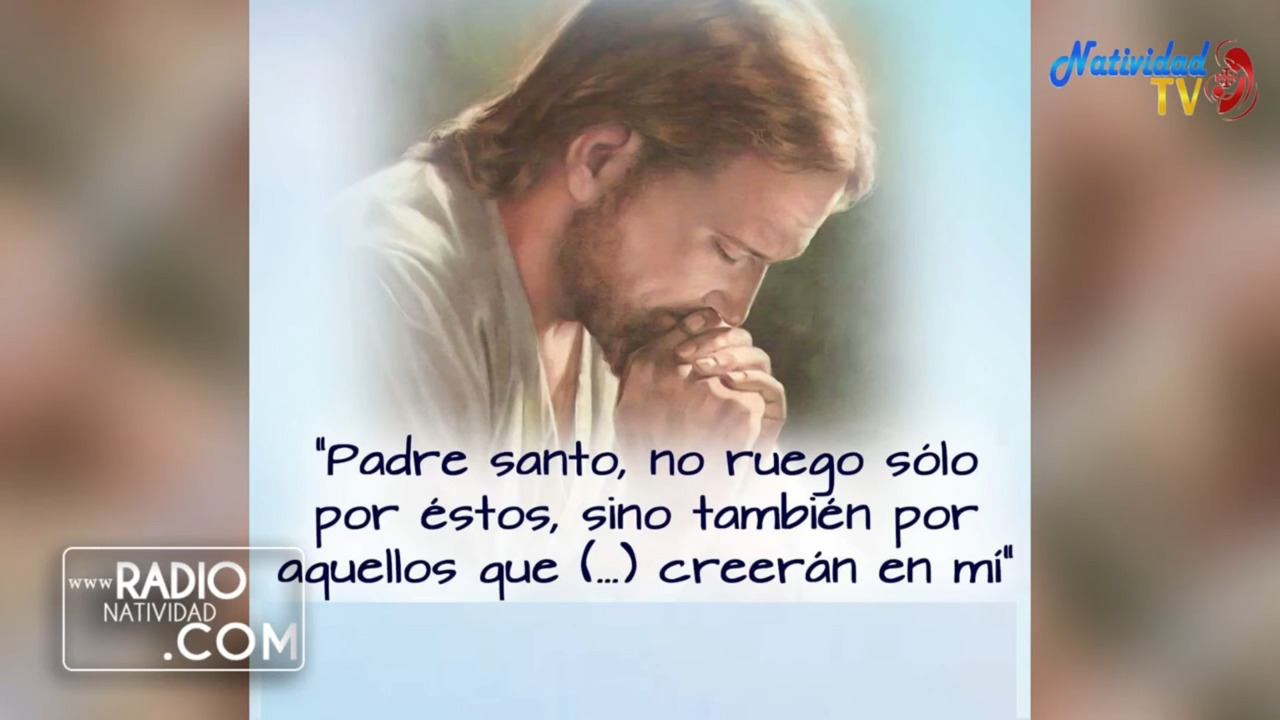 Natividad
TV
"Padre santo, no ruego sólo
por éstos, sino también por
aquellos que (...) creerán en mí"
www RADIO
NATIVIDAD
.COM